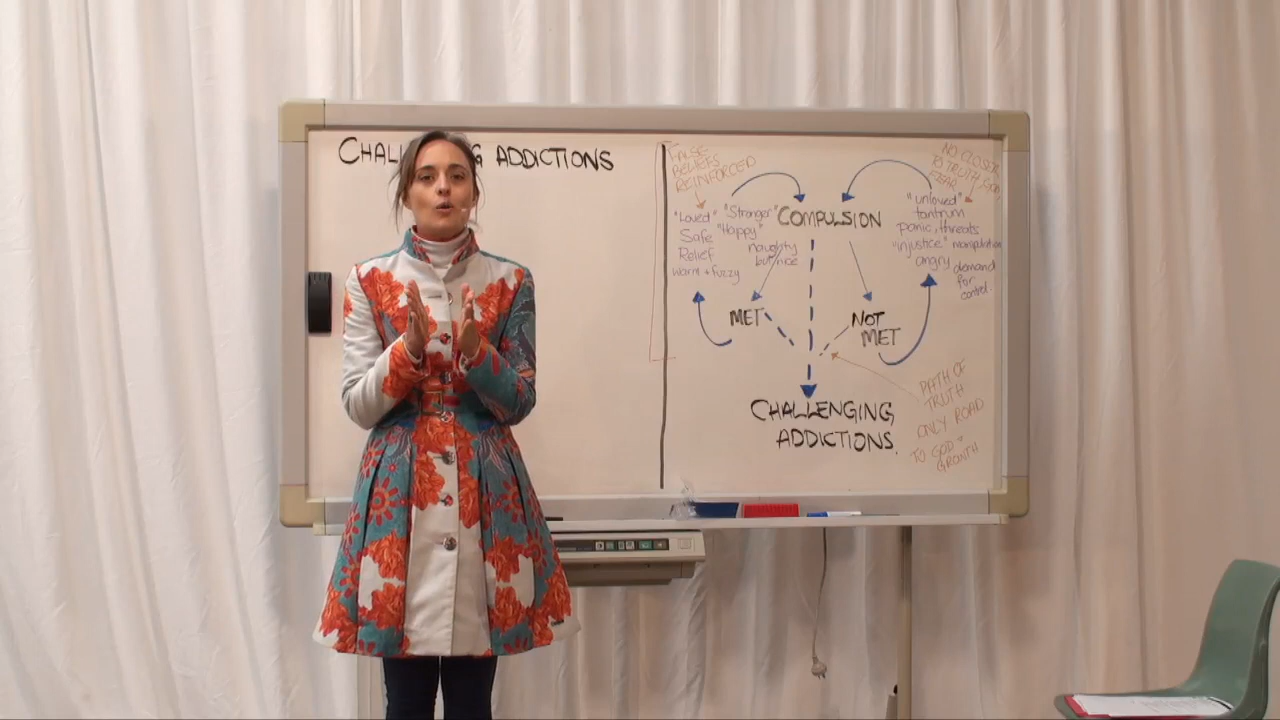 CHALL G ADDICTIONS
FALSE
BELIEFS
REINFORCED
NO CLOSER
TO TRUTH, GOD
FEAR
"Loved" "Stronger"
Safe "Happy"
Relief naughty
but nice
warm + fuzzy
COMPULSION
"unloved"
tantrum
panic, threats
"injustice" manipulation
angry demand
for
control.
MET
NOT
MET
PATH OF
TRUTH
ONLY ROAD
TO GOD +
GROWTH
CHALLENGING
ADDICTIONS.